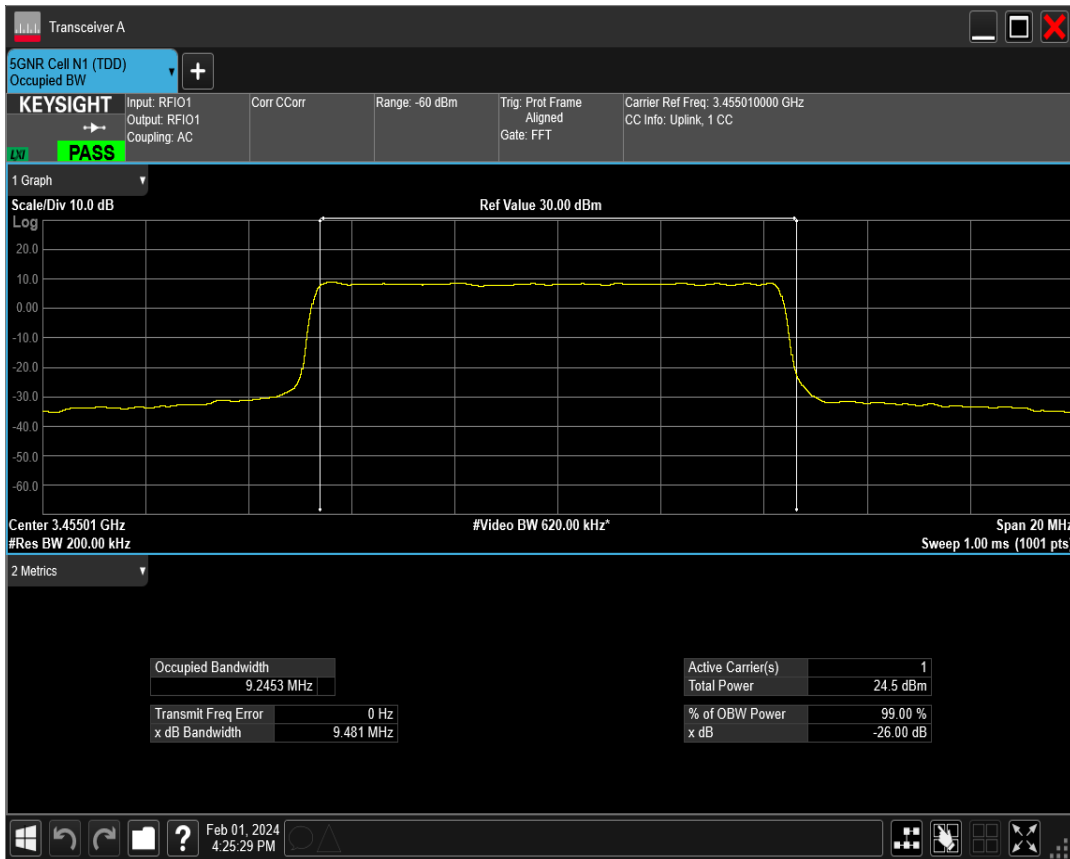 Transceiver A
5GNR Cell N1 (TDD)
Occupied BW
+
KEYSIGHT
LXI
PASS
Input: RFIO1
Output: RFIO1
Coupling: AC
Corr CCorr
Range: -60 dBm
Trig: Prot Frame
Aligned
Gate: FFT
Carrier Ref Freq: 3.455010000 GHz
CC Info: Uplink, 1 CC
1 Graph
Scale/Div 10.0 dB
Ref Value 30.00 dBm
Log
20.0
10.0
0.00
-10.0
-20.0
-30.0
-40.0
-50.0
-60.0
Center 3.45501 GHz
#Video BW 620.00 kHz*
Span 20 MHz
#Res BW 200.00 kHz
Sweep 1.00 ms (1001 pts)
2 Metrics
Occupied Bandwidth
9.2453 MHz
Transmit Freq Error 0 Hz
x dB Bandwidth 9.481 MHz
Active Carrier(s) 1
Total Power 24.5 dBm
% of OBW Power 99.00 %
x dB -26.00 dB
?
Feb 01, 2024
4:25:29 PM